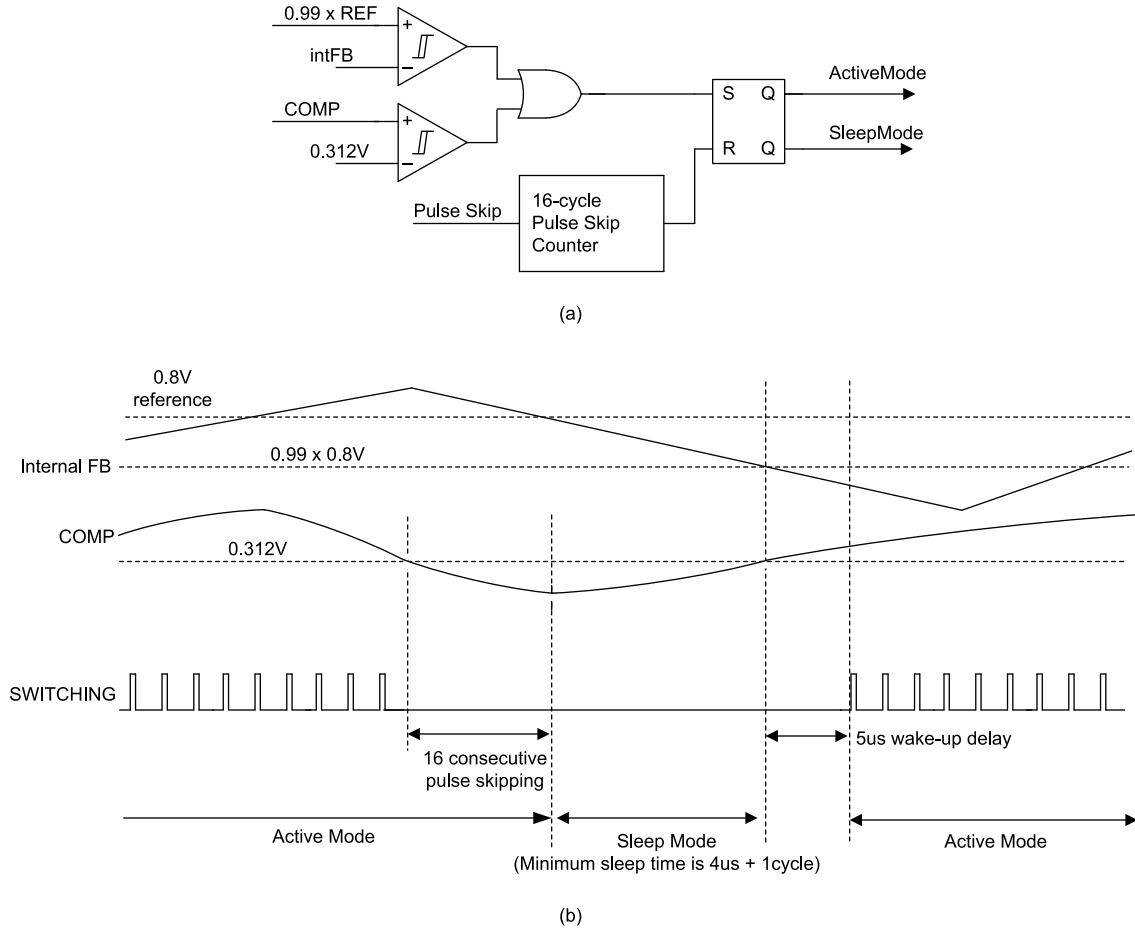 0.99 x REF
+
intFB
−
ActiveMode
S Q
COMP
+
SleepMode
0.312V
−
R Q
Pulse Skip
16-cycle
Pulse Skip
Counter
(a)
0.8V
reference
Internal FB
0.99 x 0.8V
COMP
0.312V
SWITCHING
16 consecutive
pulse skipping
5us wake-up delay
Active Mode
Sleep Mode
(Minimum sleep time is 4us + 1cycle)
Active Mode
(b)